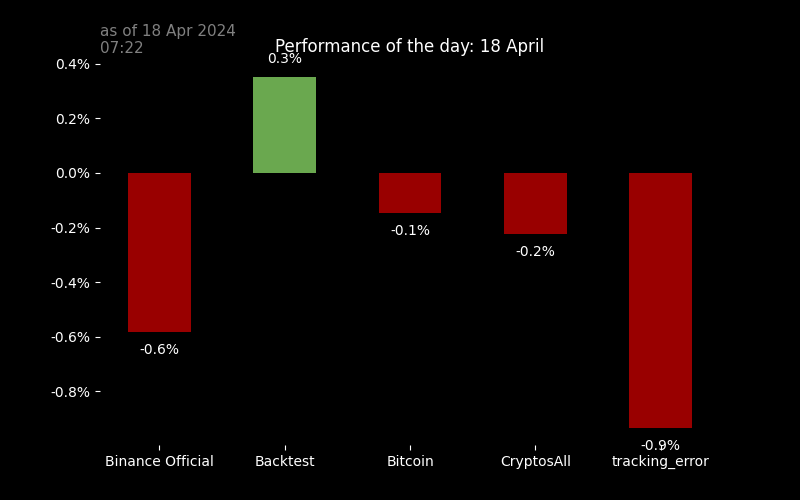 as of 18 Apr 2024
07:22
Performance of the day: 18 April
0.4%
0.3%
0.2%
0.0%
-0.1%
-0.2%
-0.2%
-0.4%
-0.6%
-0.6%
-0.8%
-0.9%
Binance Official
Backtest
Bitcoin
CryptosAll
tracking_error